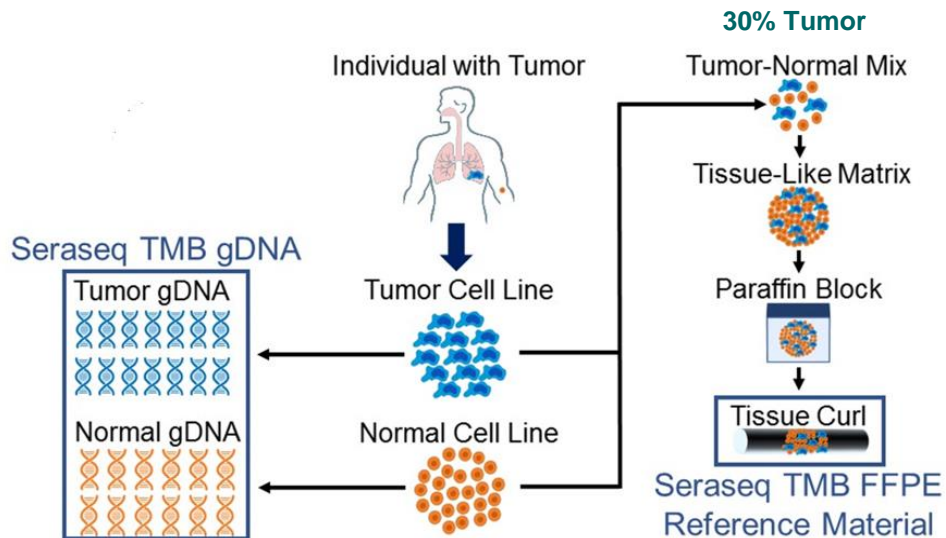 30% Tumor
Individual with Tumor
Tumor-Normal Mix
Tissue-Like Matrix
Seraseq TMB gDNA
Tumor gDNA
Tumor Cell Line
Paraffin Block
Normal gDNA
Normal Cell Line
Tissue Curl
Seraseq TMB FFPE
Reference Material